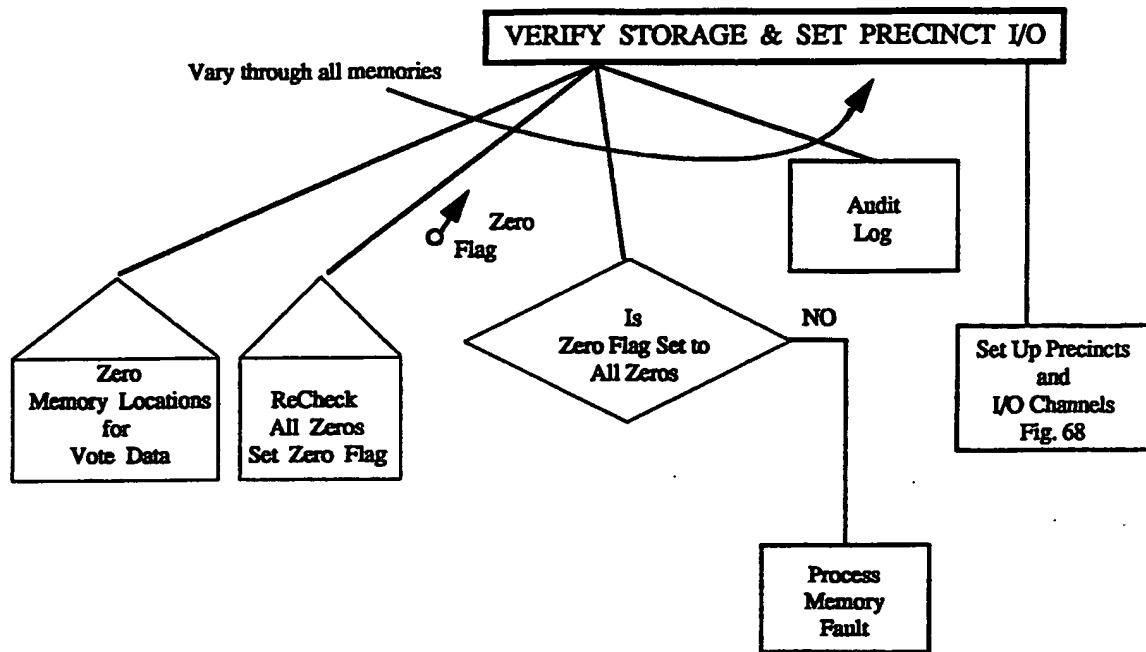 VERIFY STORAGE & SET PRECINCT I/O
Vary through all memories
Zero
Flag
Audit
Log
Is
Zero Flag Set to
All Zeros
NO
Zero
Memory Locations
for
Vote Data
ReCheck
All Zeros
Set Zero Flag
Set Up Precincts
and
I/O Channels
Fig. 68
Process
Memory
Fault